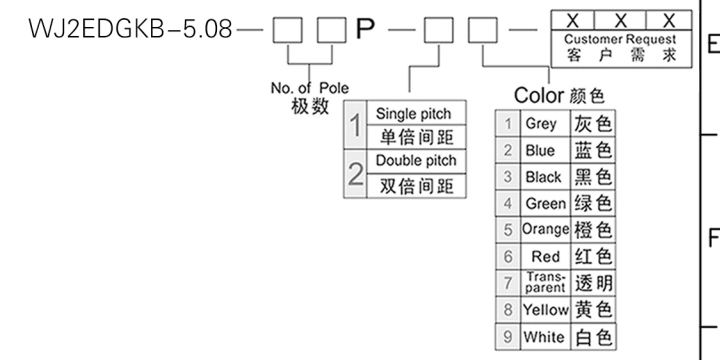 WJ2EDGKB–5.08 — P — —
X X X
Customer Request
客 户 需 求
No. of Pole
极数
1 Single pitch
单倍间距
2 Double pitch
双倍间距
Color 颜色
1 Grey 灰色
2 Blue 蓝色
3 Black 黑色
4 Green 绿色
5 Orange 橙色
6 Red 红色
7 Trans-
parent 透明
8 Yellow 黄色
9 White 白色
E
F